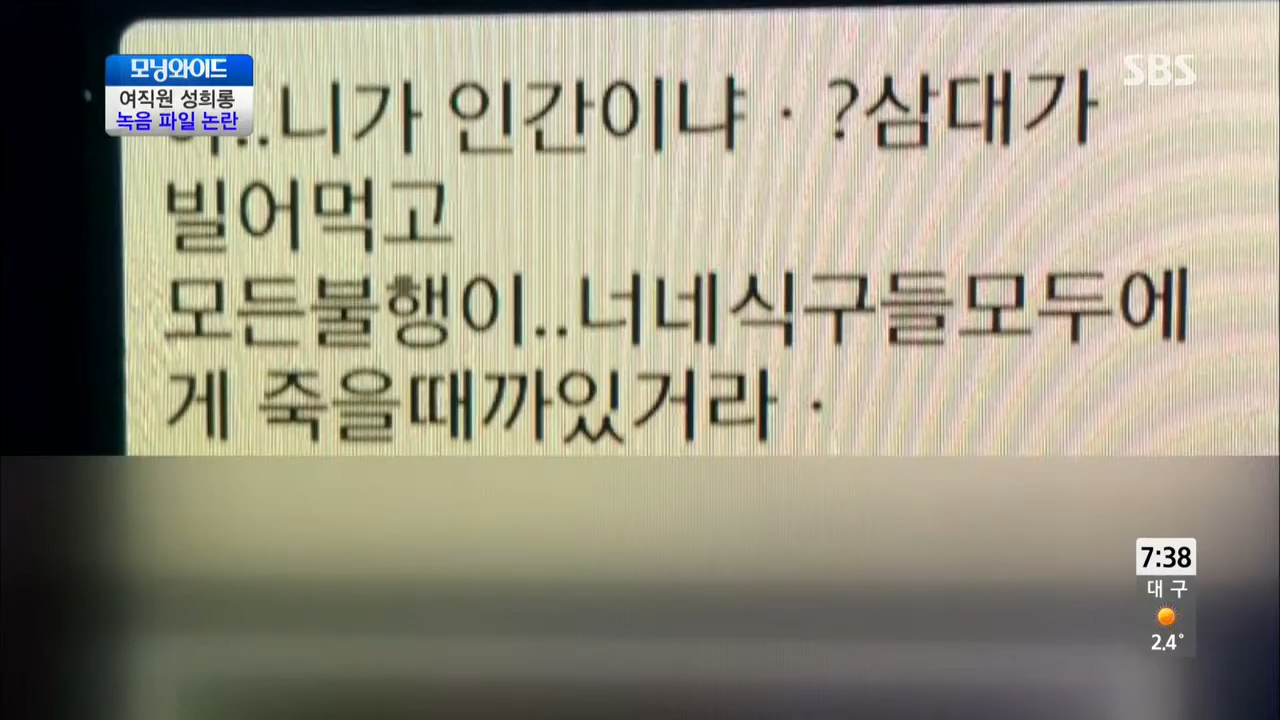 모닝와이드
여직원 성희롱
녹음 파일 논란
SBS
..니가 인간이냐 · ?삼대가
빌어먹고
모든불행이..너네식구들모두에
게 죽을때까있거라 ·
7:38
대구
2.4°